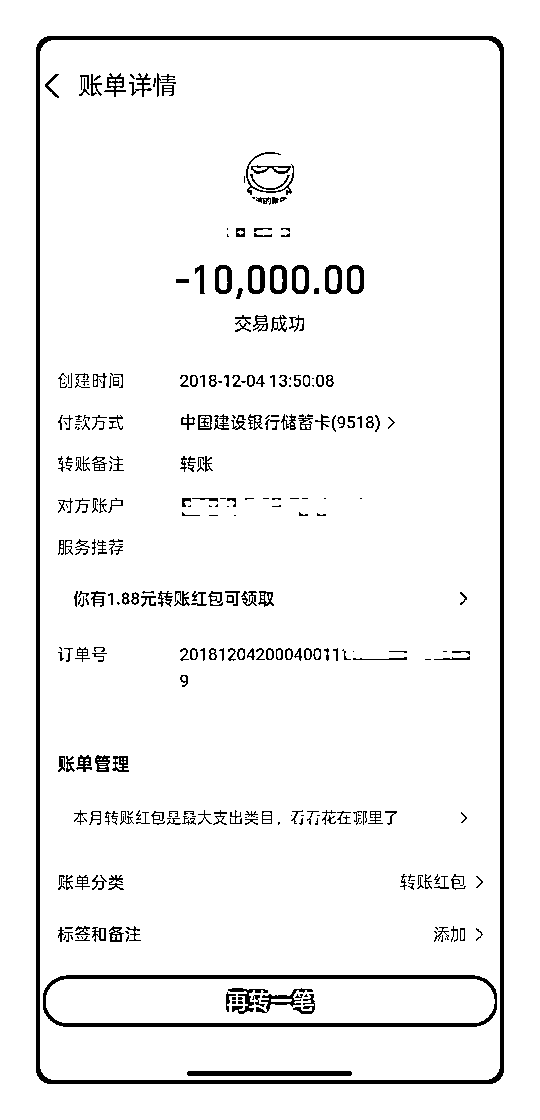 账单详情
-10,000.00
交易成功
创建时间 2018-12-04 13:50:08
付款方式 中国建设银行储蓄卡(9518) >
转账备注 转账
对方账户
服务推荐
你有1.88元转账红包可领取 >
订单号 20181204200040011
9
账单管理
本月转账红包是最大支出类目，看看花在哪里了 >
账单分类 转账红包 >
标签和备注 添加 >
再转一笔